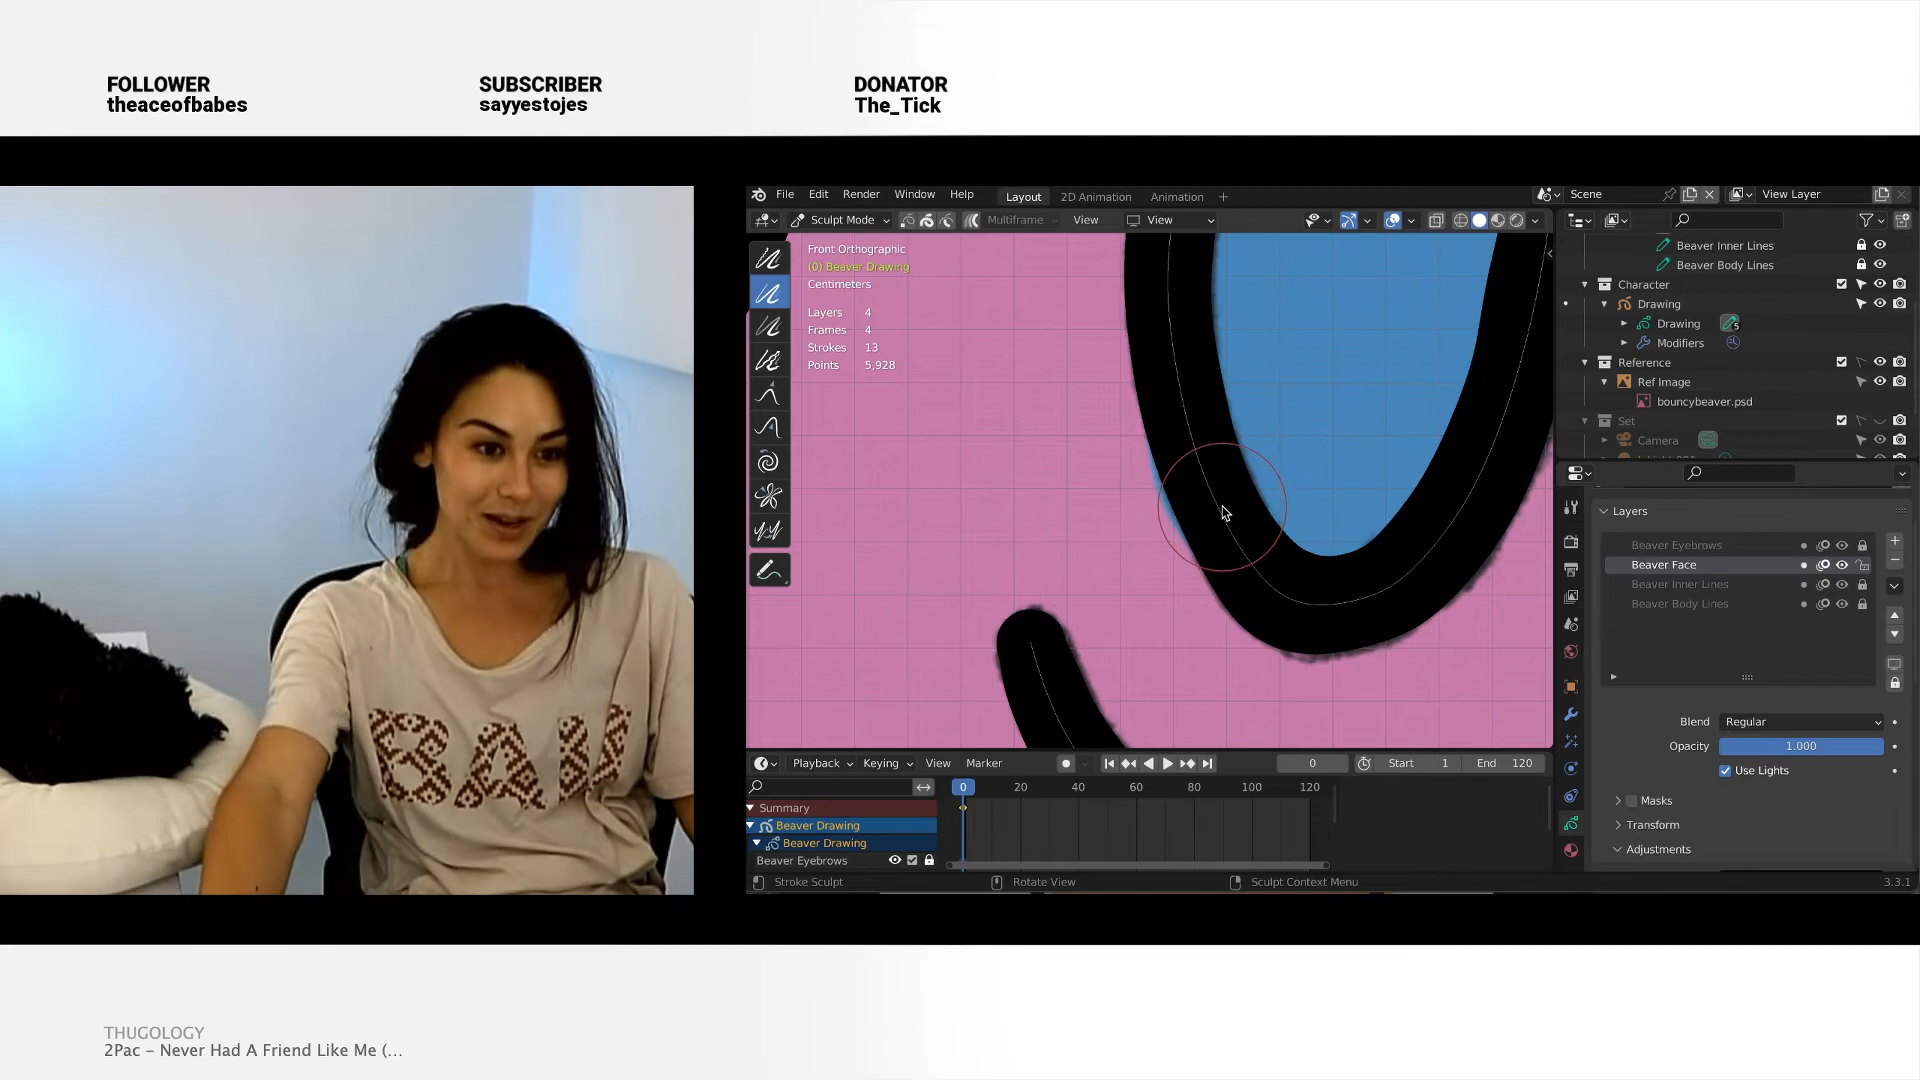 FOLLOWER
theaceofbabes
SUBSCRIBER
sayyestojes
DONATOR
The_Tick
File Edit Render Window Help Layout 2D Animation Animation +
Scene
View Layer
Sculpt Mode
Multiframe
View
View
Front Orthographic
(0) Beaver Drawing
Centimeters
Layers 4
Frames 4
Strokes 13
Points 5,928
Beaver Inner Lines
Beaver Body Lines
Character
Drawing
Drawing
5
Modifiers
Reference
Ref Image
bouncybeaver.psd
Set
Camera
Layers
Beaver Eyebrows
Beaver Face
Beaver Inner Lines
Beaver Body Lines
Blend Regular
Opacity 1.000
Use Lights
Masks
Transform
Adjustments
BAW
Playback Keying View Marker
0
Start 1
End 120
0 20 40 60 80 100 120
Summary
Beaver Drawing
Beaver Drawing
Beaver Eyebrows
Stroke Sculpt
Rotate View
Sculpt Context Menu
3.3.1
THUGOLOGY
2Pac - Never Had A Friend Like Me (...